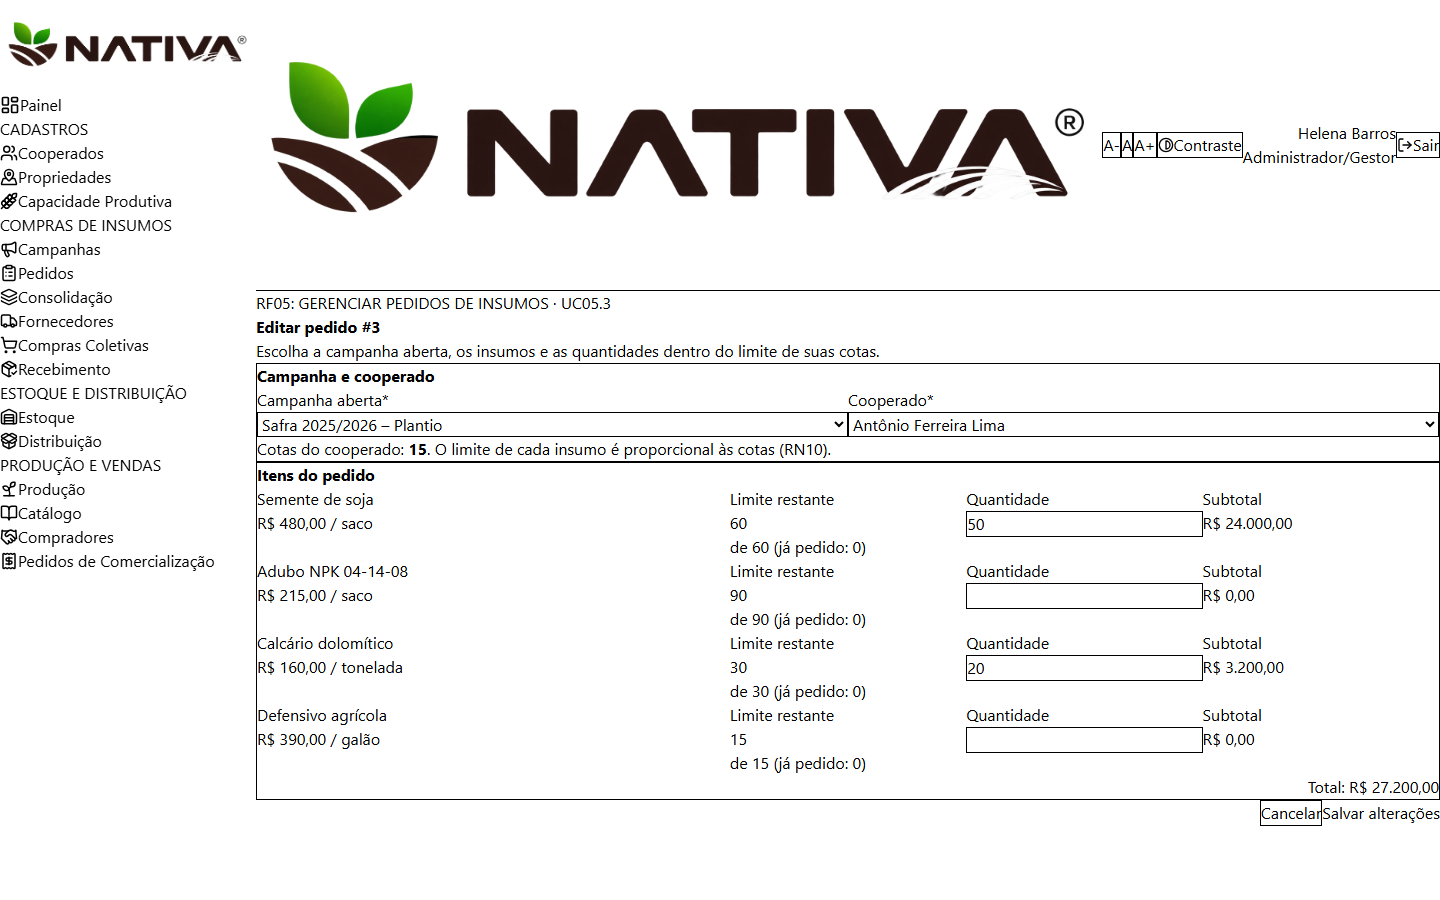 NATIVA®
Painel
CADASTROS
Cooperados
Propriedades
Capacidade Produtiva
COMPRAS DE INSUMOS
Campanhas
Pedidos
Consolidação
Fornecedores
Compras Coletivas
Recebimento
ESTOQUE E DISTRIBUIÇÃO
Estoque
Distribuição
PRODUÇÃO E VENDAS
Produção
Catálogo
Compradores
Pedidos de Comercialização
NATIVA®
A- A A+ Contraste
Helena Barros
Administrador/Gestor
Sair
RF05: GERENCIAR PEDIDOS DE INSUMOS · UC05.3
Editar pedido #3
Escolha a campanha aberta, os insumos e as quantidades dentro do limite de suas cotas.
Campanha e cooperado
Campanha aberta* Cooperado*
Safra 2025/2026 – Plantio Antônio Ferreira Lima
Cotas do cooperado: 15. O limite de cada insumo é proporcional às cotas (RN10).
Itens do pedido
Semente de soja Limite restante Quantidade Subtotal
R$ 480,00 / saco 60 50 R$ 24.000,00
de 60 (já pedido: 0)
Adubo NPK 04-14-08 Limite restante Quantidade Subtotal
R$ 215,00 / saco 90 R$ 0,00
de 90 (já pedido: 0)
Calcário dolomítico Limite restante Quantidade Subtotal
R$ 160,00 / tonelada 30 20 R$ 3.200,00
de 30 (já pedido: 0)
Defensivo agrícola Limite restante Quantidade Subtotal
R$ 390,00 / galão 15 R$ 0,00
de 15 (já pedido: 0)
Total: R$ 27.200,00
Cancelar Salvar alterações